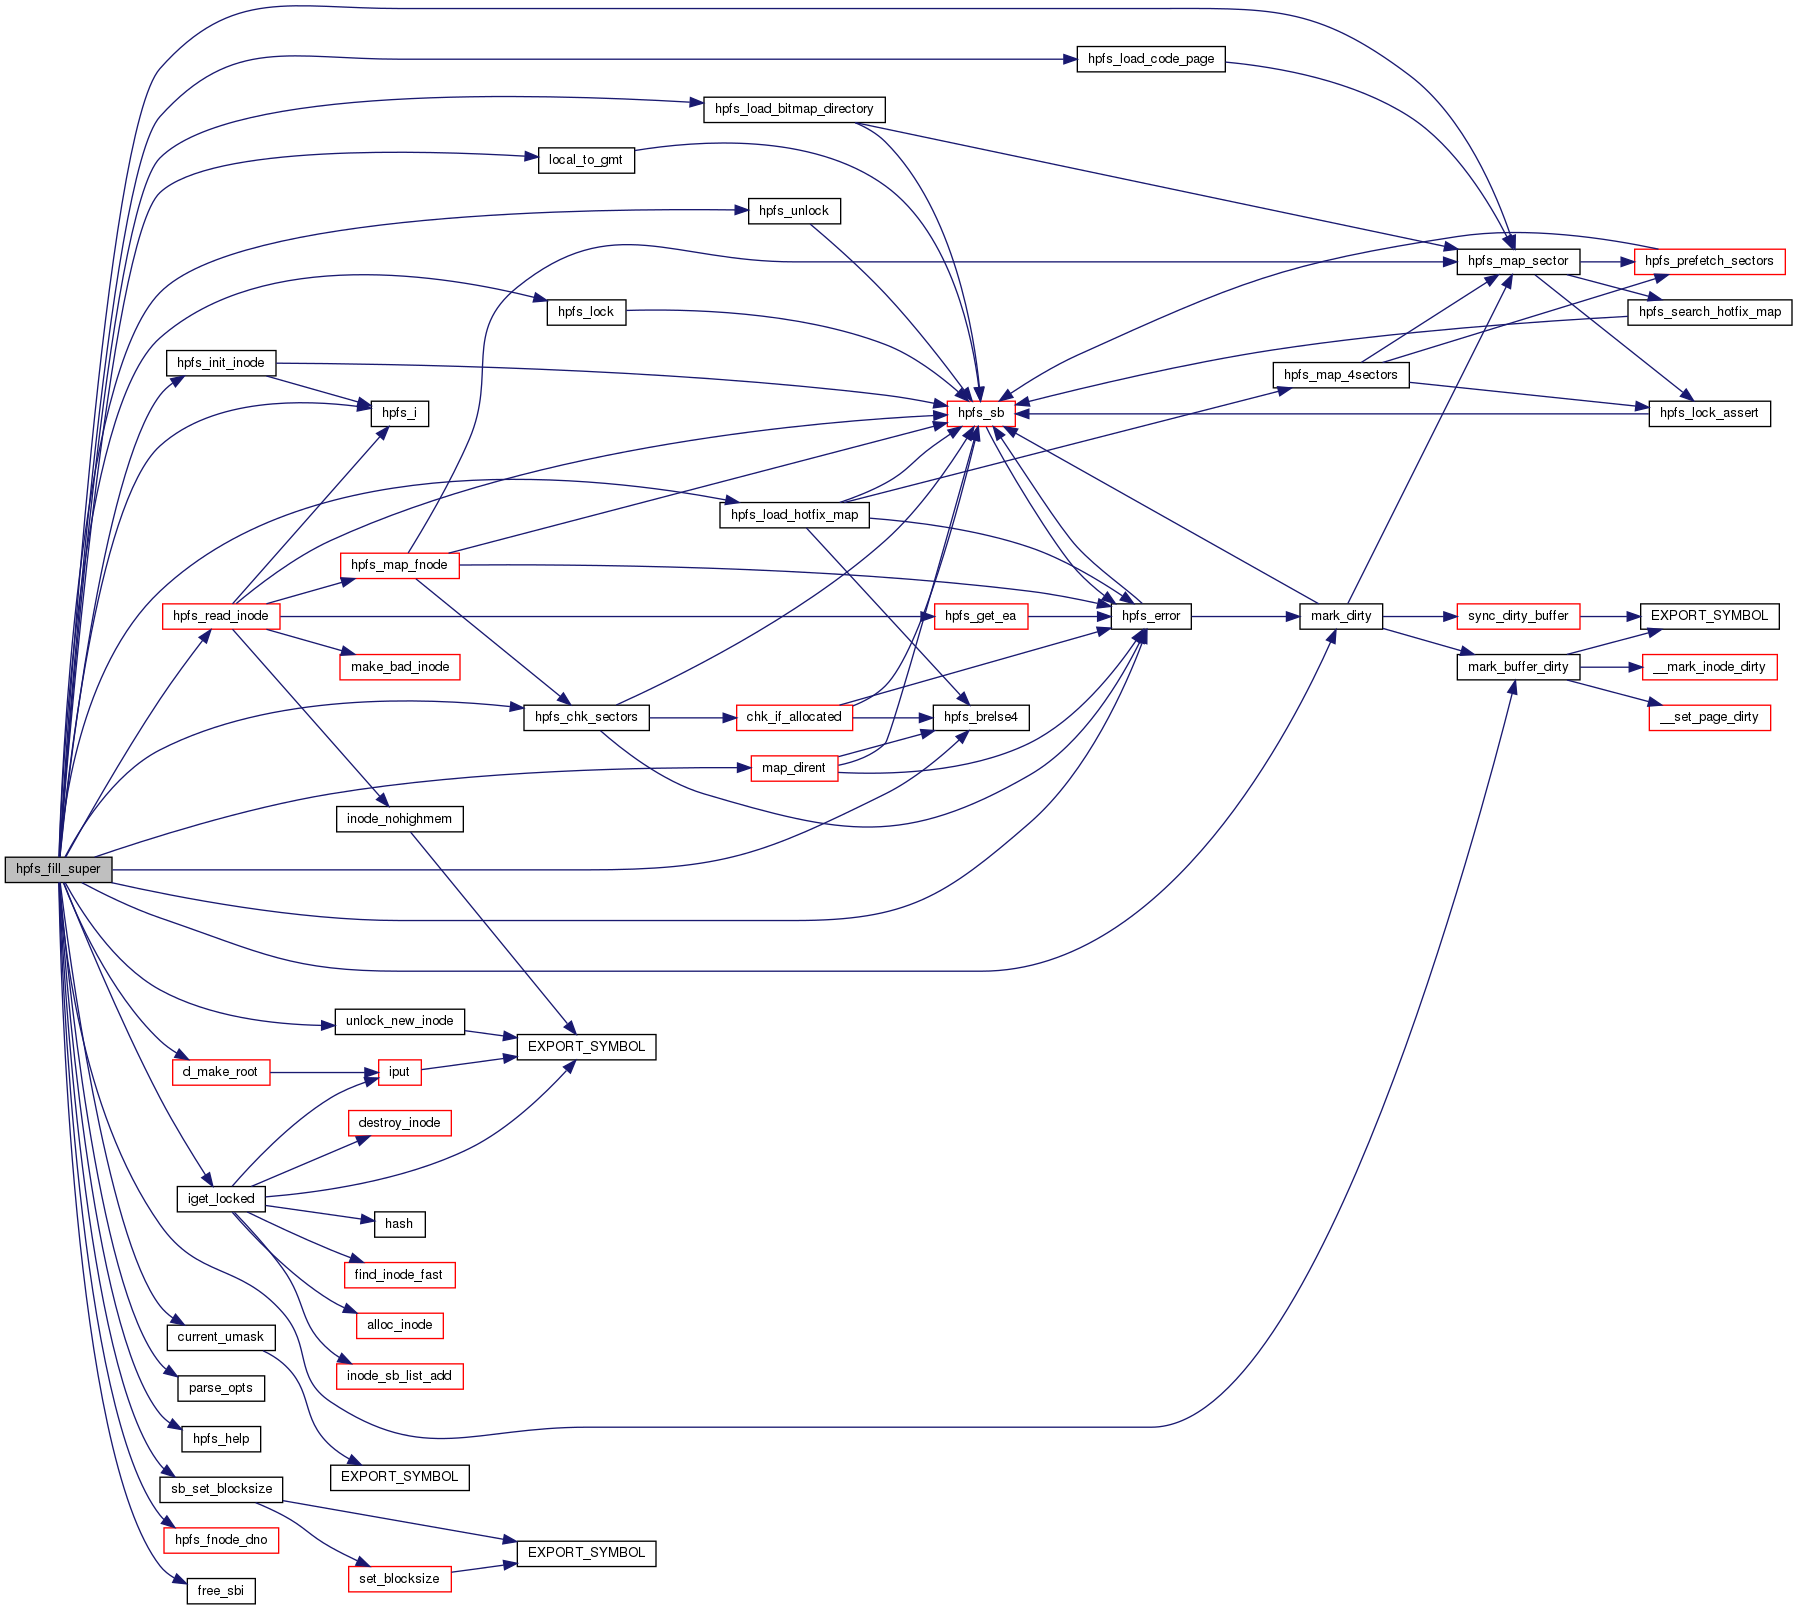 hpfs_load_code_page
hpfs_load_bitmap_directory
local_to_gmt
hpfs_unlock
hpfs_map_sector
hpfs_prefetch_sectors
hpfs_lock
hpfs_search_hotfix_map
hpfs_init_inode
hpfs_map_4sectors
hpfs_i
hpfs_sb
hpfs_lock_assert
hpfs_load_hotfix_map
hpfs_map_fnode
hpfs_read_inode
hpfs_get_ea
hpfs_error
mark_dirty
sync_dirty_buffer
EXPORT_SYMBOL
make_bad_inode
mark_buffer_dirty
__mark_inode_dirty
hpfs_chk_sectors
chk_if_allocated
hpfs_brelse4
__set_page_dirty
map_dirent
inode_nohighmem
hpfs_fill_super
unlock_new_inode
EXPORT_SYMBOL
d_make_root
iput
destroy_inode
iget_locked
hash
find_inode_fast
alloc_inode
current_umask
inode_sb_list_add
parse_opts
hpfs_help
EXPORT_SYMBOL
sb_set_blocksize
hpfs_fnode_dno
EXPORT_SYMBOL
set_blocksize
free_sbi